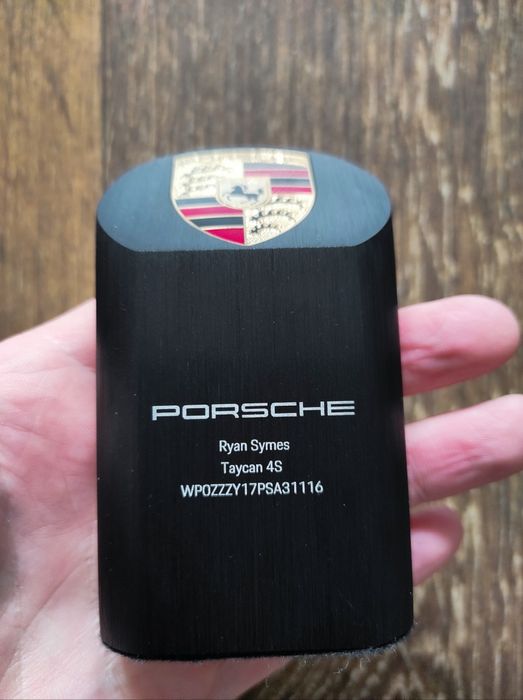 PORSCHE
Ryan Symes
Taycan 4S
WP0ZZZY17PSA31116